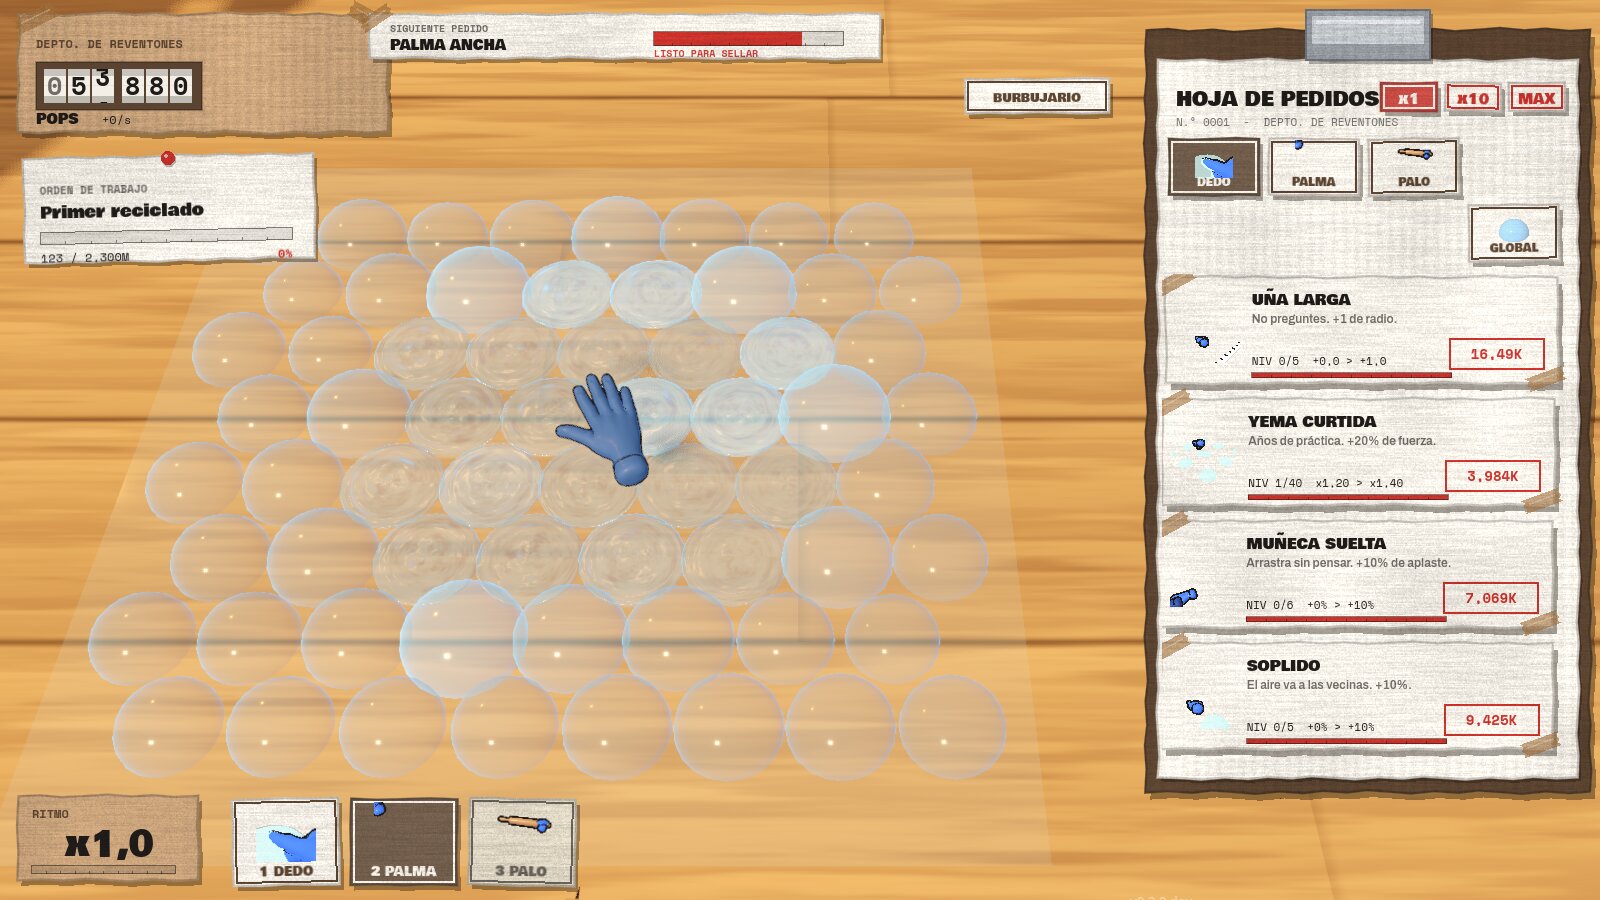 DEPTO. DE REVENTONES
053880
POPS +0/s
SIGUIENTE PEDIDO
PALMA ANCHA
LISTO PARA SELLAR
BURBUJARIO
ORDEN DE TRABAJO
Primer reciclado
0%
123 / 2,300M
HOJA DE PEDIDOS
x1
x10
MAX
N.° 0001 - DEPTO. DE REVENTONES
DEDO
PALMA
PALO
GLOBAL
UÑA LARGA
No preguntes. +1 de radio.
NIV 0/5 +0,0 > +1,0
16,49K
YEMA CURTIDA
Años de práctica. +20% de fuerza.
NIV 1/40 x1,20 > x1,40
3,984K
MUÑECA SUELTA
Arrastra sin pensar. +10% de aplaste.
NIV 0/6 +0% > +10%
7,069K
SOPLIDO
El aire va a las vecinas. +10%.
NIV 0/5 +0% > +10%
9,425K
RITMO
x1,0
1 DEDO
2 PALMA
3 PALO